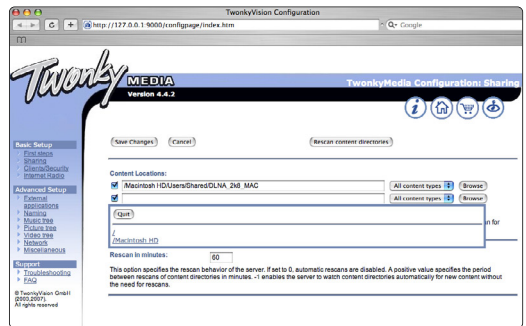 TwonkyVision Configuration
http://127.0.0.1:9000/configpage/index.htm
Google
Twonky
MEDIA
Version 4.4.2
TwonkyMedia Configuration: Sharing
Save Changes
Cancel
Rescan content directories
Basic Setup
First steps
Sharing
Clients/Security
Internet Radio
Advanced Setup
External
applications
Naming
Music tree
Picture tree
Video tree
Network
Miscellaneous
Support
Troubleshooting
FAQ
© TwonkyVision GmbH
(2003,2007).
All rights reserved
Content Locations:
/Macintosh HD/Users/Shared/DLNA_2k8_MAC
All content types
Browse
All content types
Browse
Quit
n for
/
/Macintosh HD
Rescan in minutes:
60
This option specifies the rescan behavior of the server. If set to 0, automatic rescans are disabled. A positive value specifies the period
between rescans of content directories in minutes. -1 enables the server to watch content directories automatically for new content without
the need for rescans.